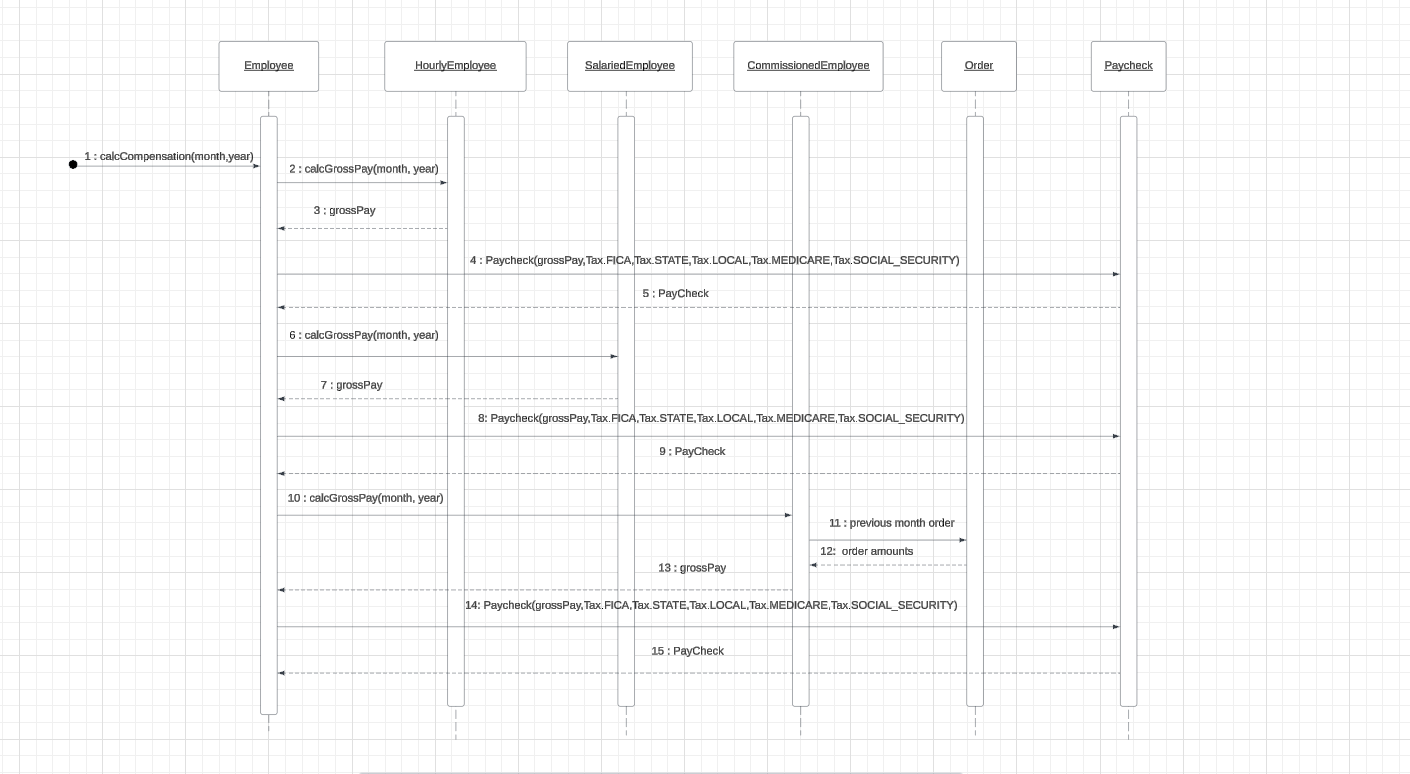 Employee
HourlyEmployee
SalariedEmployee
CommissionedEmployee
Order
Paycheck
1 : calcCompensation(month,year)
2 : calcGrossPay(month, year)
3 : grossPay
4 : Paycheck(grossPay,Tax.FICA,Tax.STATE,Tax.LOCAL,Tax.MEDICARE,Tax.SOCIAL_SECURITY)
5 : PayCheck
6 : calcGrossPay(month, year)
7 : grossPay
8: Paycheck(grossPay,Tax.FICA,Tax.STATE,Tax.LOCAL,Tax.MEDICARE,Tax.SOCIAL_SECURITY)
9 : PayCheck
10 : calcGrossPay(month, year)
11 : previous month order
12: order amounts
13 : grossPay
14: Paycheck(grossPay,Tax.FICA,Tax.STATE,Tax.LOCAL,Tax.MEDICARE,Tax.SOCIAL_SECURITY)
15 : PayCheck